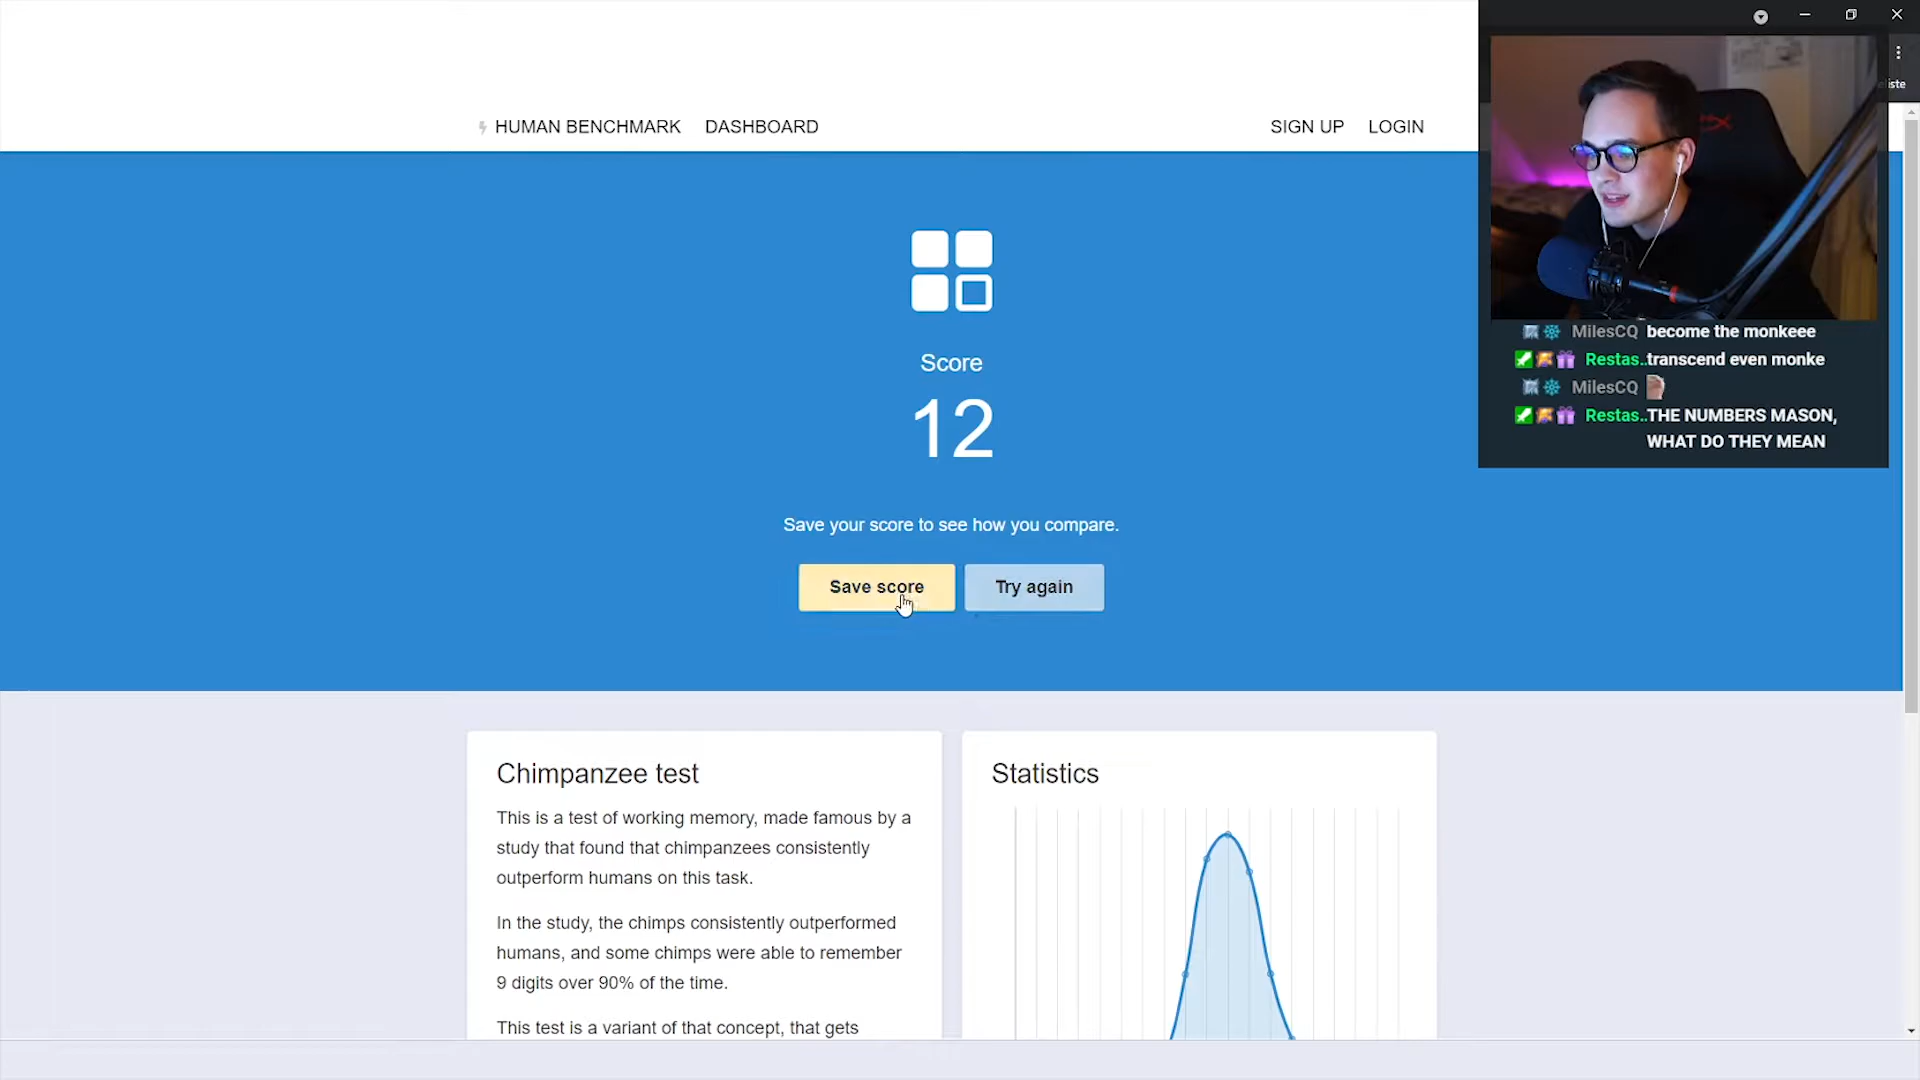 HUMAN BENCHMARK DASHBOARD SIGN UP LOGIN
Score
12
Save your score to see how you compare.
Save score Try again
Chimpanzee test
This is a test of working memory, made famous by a
study that found that chimpanzees consistently
outperform humans on this task.
In the study, the chimps consistently outperformed
humans, and some chimps were able to remember
9 digits over 90% of the time.
This test is a variant of that concept, that gets
Statistics
MilesCQ become the monkeee
Restas..transcend even monke
MilesCQ
Restas..THE NUMBERS MASON,
WHAT DO THEY MEAN